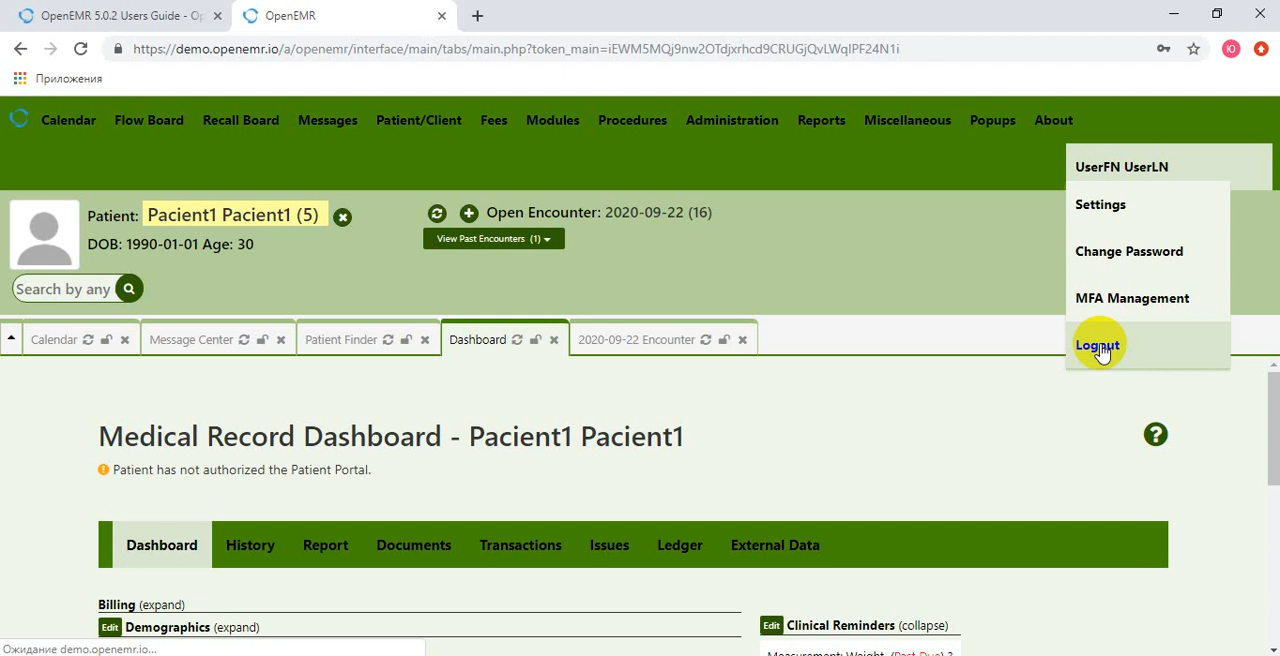 OpenEMR 5.0.2 Users Guide - Op
OpenEMR
https://demo.openemr.io/a/openemr/interface/main/tabs/main.php?token_main=iEWM5MQj9nw2OTdjxrhcd9CRUGjQvLWqlPF24N1i
Ю
Приложения
Calendar Flow Board Recall Board Messages Patient/Client Fees Modules Procedures Administration Reports Miscellaneous Popups About
UserFN UserLN
Settings
Change Password
MFA Management
Logout
Patient: Pacient1 Pacient1 (5)
DOB: 1990-01-01 Age: 30
Open Encounter: 2020-09-22 (16)
View Past Encounters (1)
Search by any
Calendar Message Center Patient Finder Dashboard 2020-09-22 Encounter
Medical Record Dashboard - Pacient1 Pacient1
?
Patient has not authorized the Patient Portal.
Dashboard History Report Documents Transactions Issues Ledger External Data
Billing (expand)
Edit Demographics (expand)
Edit Clinical Reminders (collapse)
Measurement: Weight (Past Due) ?
Ожидание demo.openemr.io...